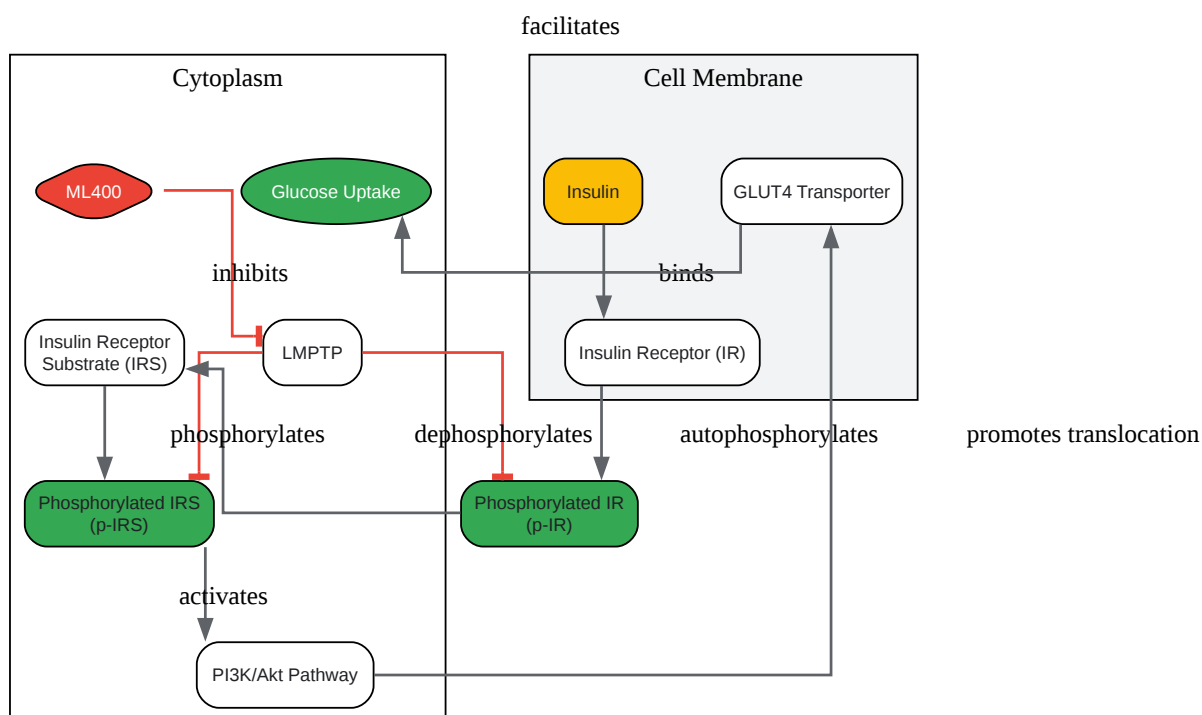 facilitates
Cytoplasm
Cell Membrane
ML400
Glucose Uptake
Insulin
GLUT4 Transporter
inhibits
binds
Insulin Receptor
Substrate (IRS)
LMPTP
Insulin Receptor (IR)
phosphorylates
dephosphorylates
autophosphorylates
promotes translocation
Phosphorylated IRS
(p-IRS)
Phosphorylated IR
(p-IR)
activates
PI3K/Akt Pathway